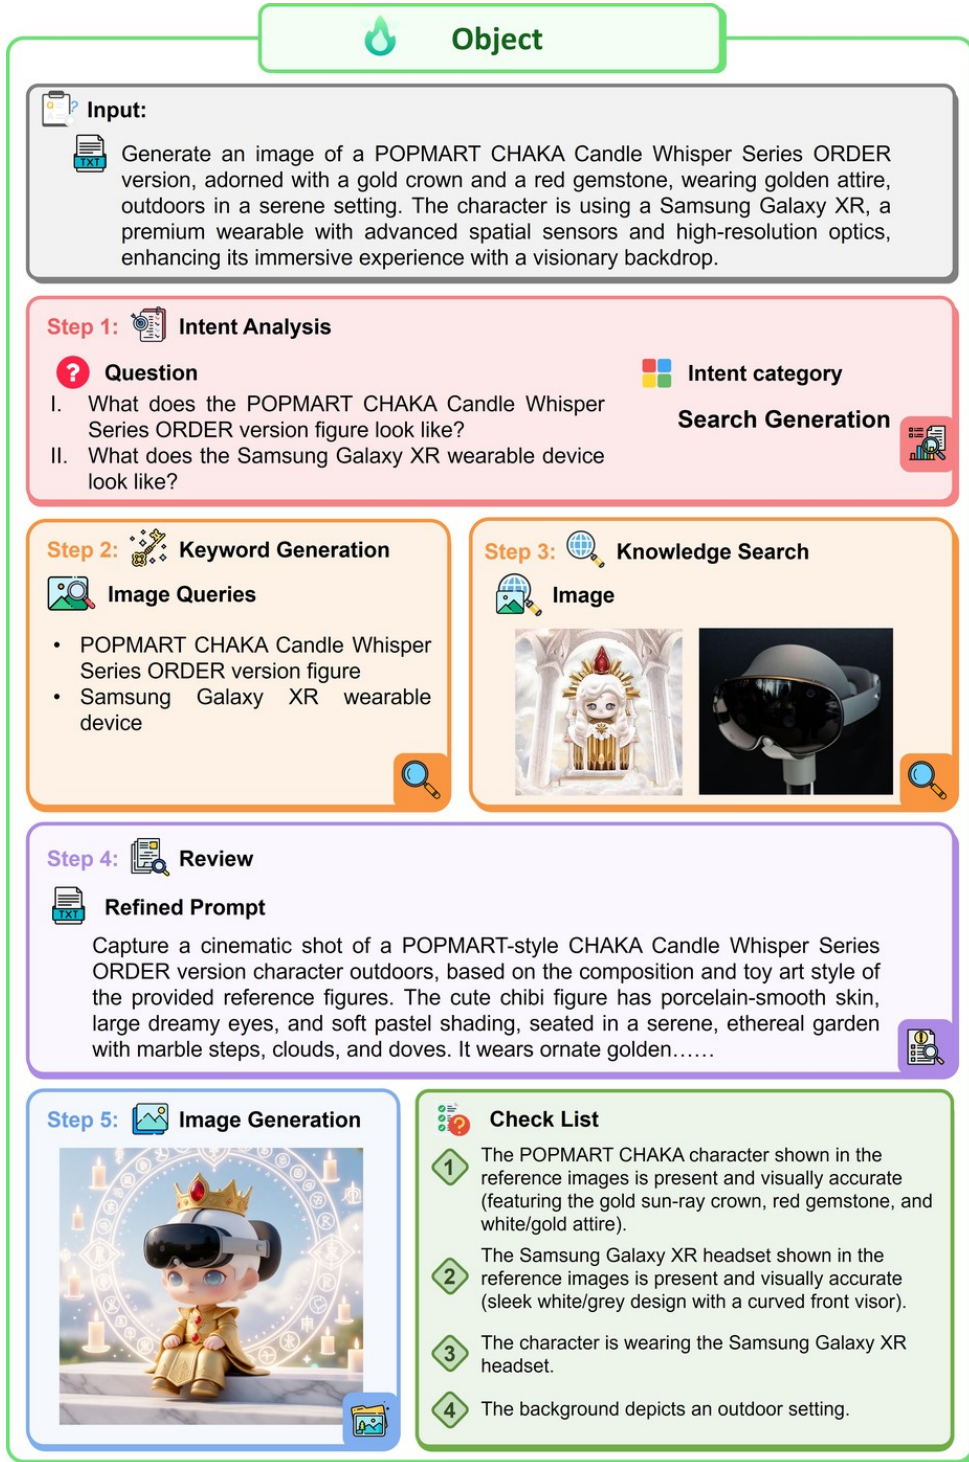 Object
Input:
TXT
Generate an image of a POPMART CHAKA Candle Whisper Series ORDER
version, adorned with a gold crown and a red gemstone, wearing golden attire,
outdoors in a serene setting. The character is using a Samsung Galaxy XR, a
premium wearable with advanced spatial sensors and high-resolution optics,
enhancing its immersive experience with a visionary backdrop.
Step 1:
Intent Analysis
Question
I. What does the POPMART CHAKA Candle Whisper
Series ORDER version figure look like?
II. What does the Samsung Galaxy XR wearable device
look like?
Intent category
Search Generation
Step 2:
Keyword Generation
Image Queries
• POPMART CHAKA Candle Whisper
Series ORDER version figure
• Samsung Galaxy XR wearable
device
Step 3:
Knowledge Search
Image
Step 4:
Review
TXT
Refined Prompt
Capture a cinematic shot of a POPMART-style CHAKA Candle Whisper Series
ORDER version character outdoors, based on the composition and toy art style of
the provided reference figures. The cute chibi figure has porcelain-smooth skin,
large dreamy eyes, and soft pastel shading, seated in a serene, ethereal garden
with marble steps, clouds, and doves. It wears ornate golden……
Step 5:
Image Generation
Check List
1
The POPMART CHAKA character shown in the
reference images is present and visually accurate
(featuring the gold sun-ray crown, red gemstone, and
white/gold attire).
2
The Samsung Galaxy XR headset shown in the
reference images is present and visually accurate
(sleek white/grey design with a curved front visor).
3
The character is wearing the Samsung Galaxy XR
headset.
4
The background depicts an outdoor setting.